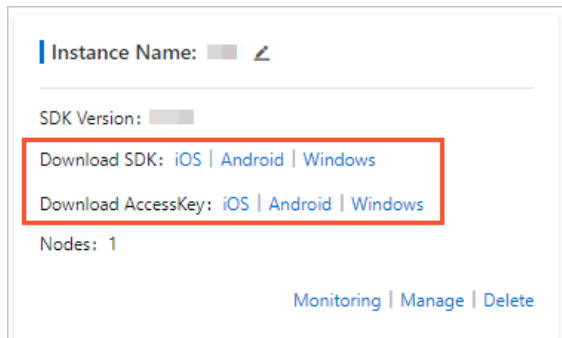 Instance Name:
SDK Version:
Download SDK: iOS | Android | Windows
Download AccessKey: iOS | Android | Windows
Nodes: 1
Monitoring | Manage | Delete